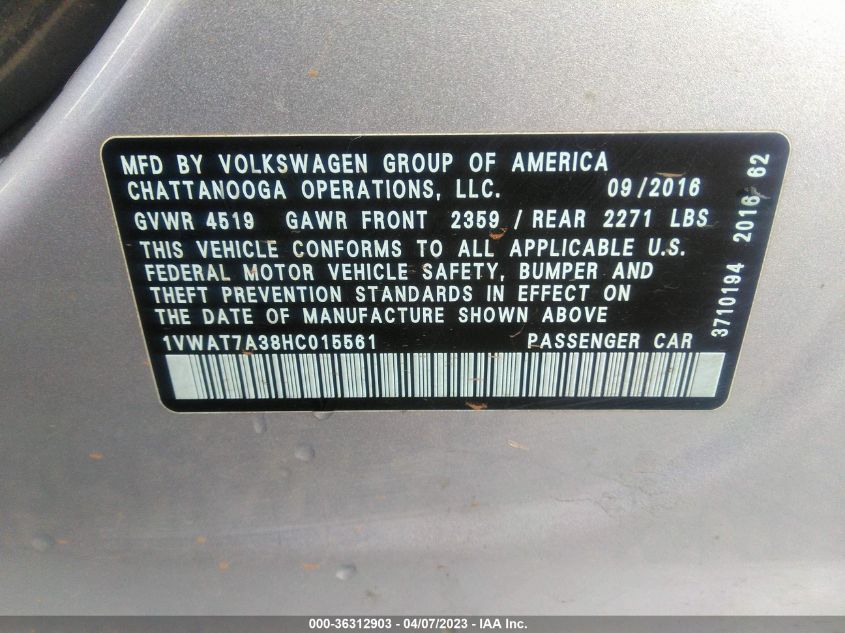 MFD BY VOLKSWAGEN GROUP OF AMERICA
CHATTANOOGA OPERATIONS, LLC. 09/2016
GVWR 4519 GAWR FRONT 2359 / REAR 2271 LBS
THIS VEHICLE CONFORMS TO ALL APPLICABLE U.S.
FEDERAL MOTOR VEHICLE SAFETY, BUMPER AND
THEFT PREVENTION STANDARDS IN EFFECT ON
THE DATE OF MANUFACTURE SHOWN ABOVE
1VWAT7A38HC015561 PASSENGER CAR
3710194 2016 62
000-36312903 - 04/07/2023 - IAA Inc.